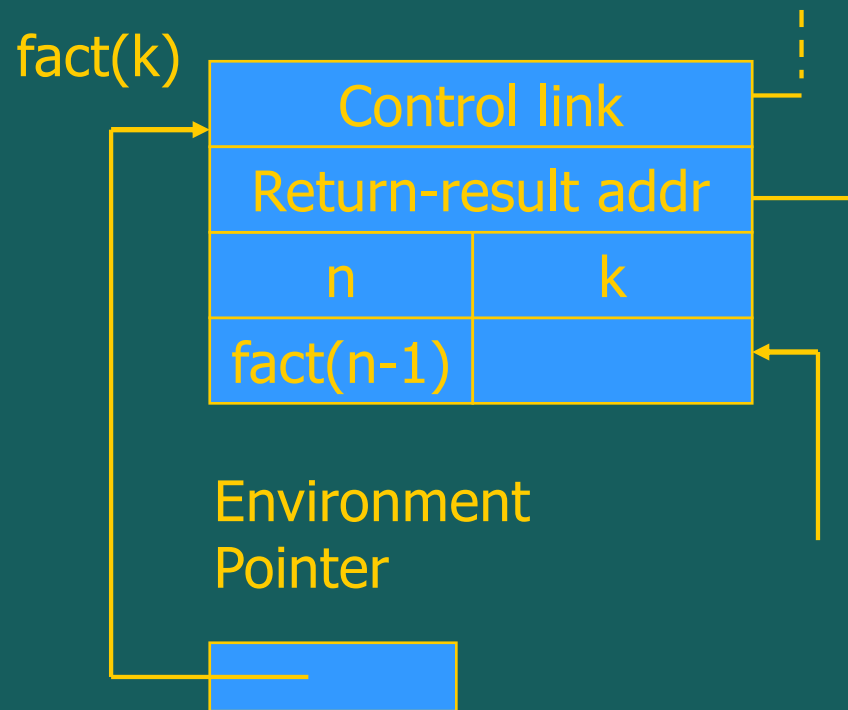 fact(k)
Control link
Return-result addr
n k
fact(n-1)
Environment
Pointer